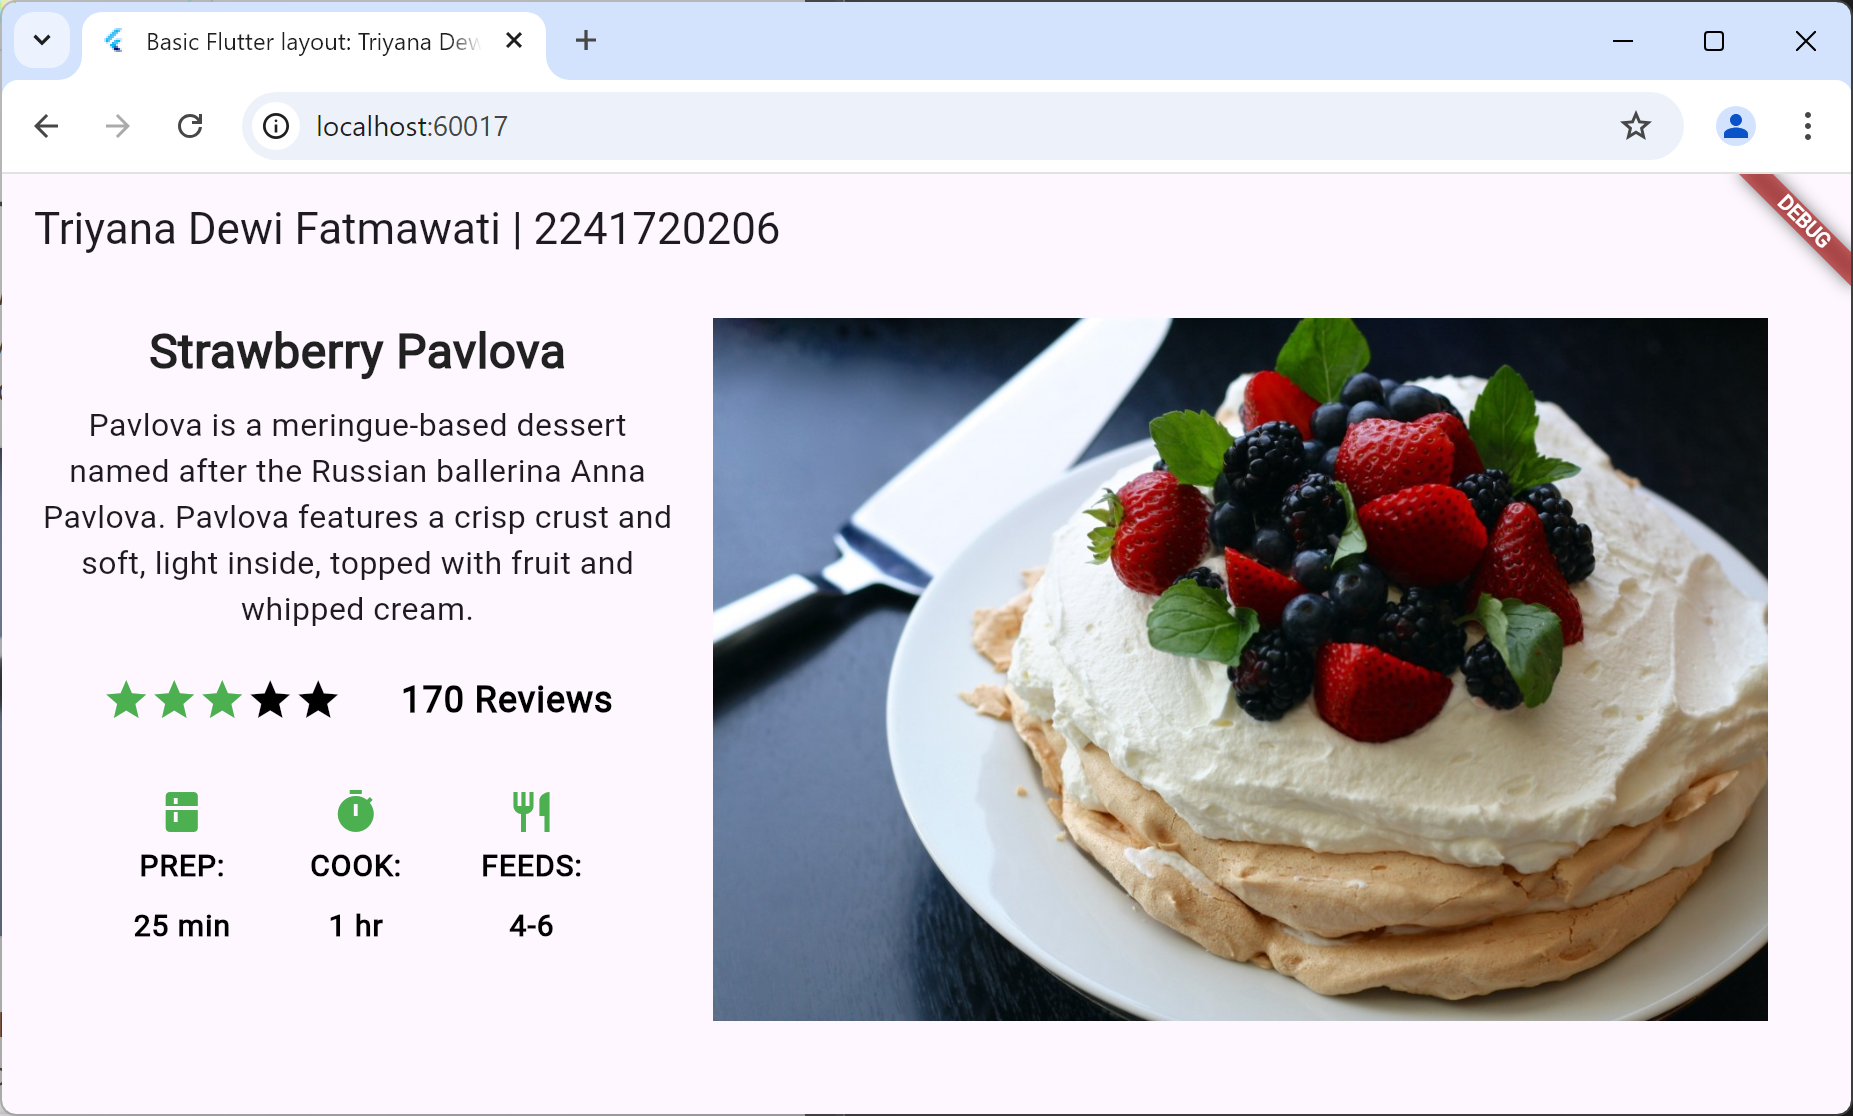 Basic Flutter layout: Triyana Dew
localhost:60017
Triyana Dewi Fatmawati | 2241720206
DEBUG
Strawberry Pavlova
Pavlova is a meringue-based dessert
named after the Russian ballerina Anna
Pavlova. Pavlova features a crisp crust and
soft, light inside, topped with fruit and
whipped cream.
170 Reviews
PREP: COOK: FEEDS:
25 min 1 hr 4-6